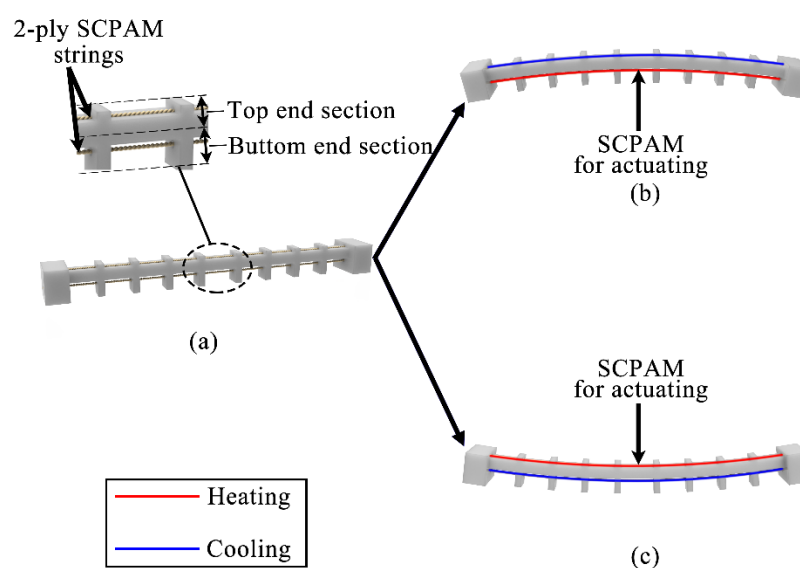 2-ply SCPAM
strings
Top end section
Buttom end section
(a)
SCPAM
for actuating
(b)
SCPAM
for actuating
(c)
Heating
Cooling